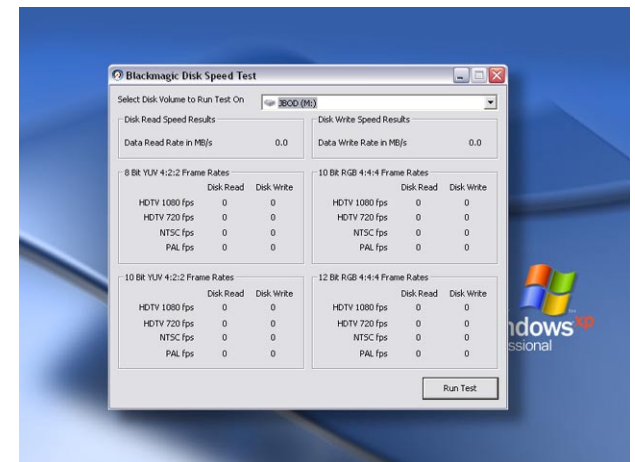 Blackmagic Disk Speed Test
Select Disk Volume to Run Test On JBOD (M:)
Disk Read Speed Results
Data Read Rate in MB/s 0.0
Disk Write Speed Results
Data Write Rate in MB/s 0.0
8 Bit YUV 4:2:2 Frame Rates
Disk Read Disk Write
HDTV 1080 fps 0 0
HDTV 720 fps 0 0
NTSC fps 0 0
PAL fps 0 0
10 Bit RGB 4:4:4 Frame Rates
Disk Read Disk Write
HDTV 1080 fps 0 0
HDTV 720 fps 0 0
NTSC fps 0 0
PAL fps 0 0
10 Bit YUV 4:2:2 Frame Rates
Disk Read Disk Write
HDTV 1080 fps 0 0
HDTV 720 fps 0 0
NTSC fps 0 0
PAL fps 0 0
12 Bit RGB 4:4:4 Frame Rates
Disk Read Disk Write
HDTV 1080 fps 0 0
HDTV 720 fps 0 0
NTSC fps 0 0
PAL fps 0 0
Run Test
ndows xp
ssional